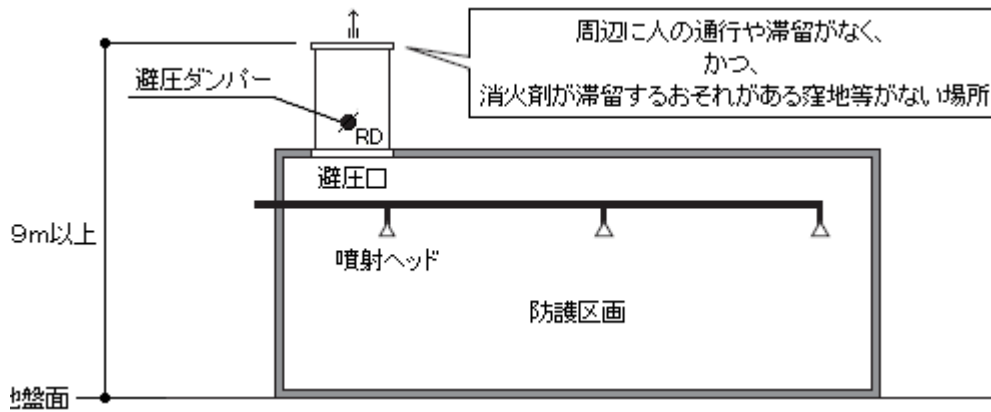 周辺に人の通行や滞留がなく、
かつ、
消火剤が滞留するおそれがある窪地等がない場所
避圧ダンパー
RD
避圧口
9m以上
噴射ヘッド
防護区画
地盤面